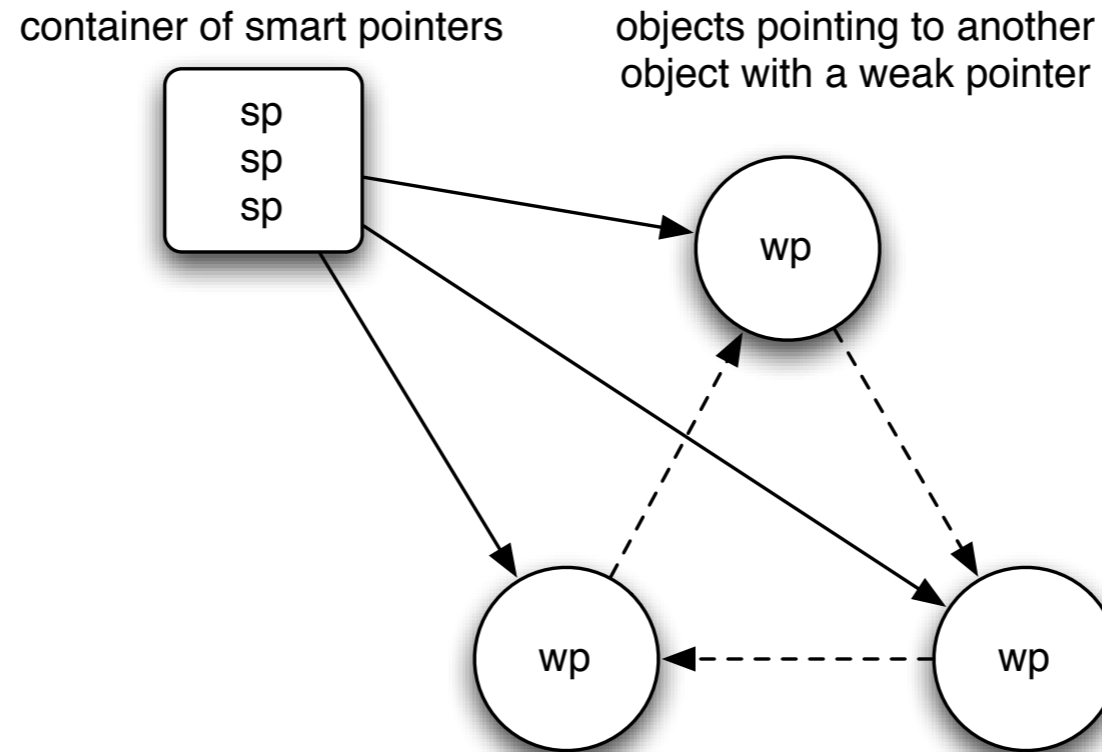 container of smart pointers
objects pointing to another
object with a weak pointer
sp
sp
sp
wp
wp
wp